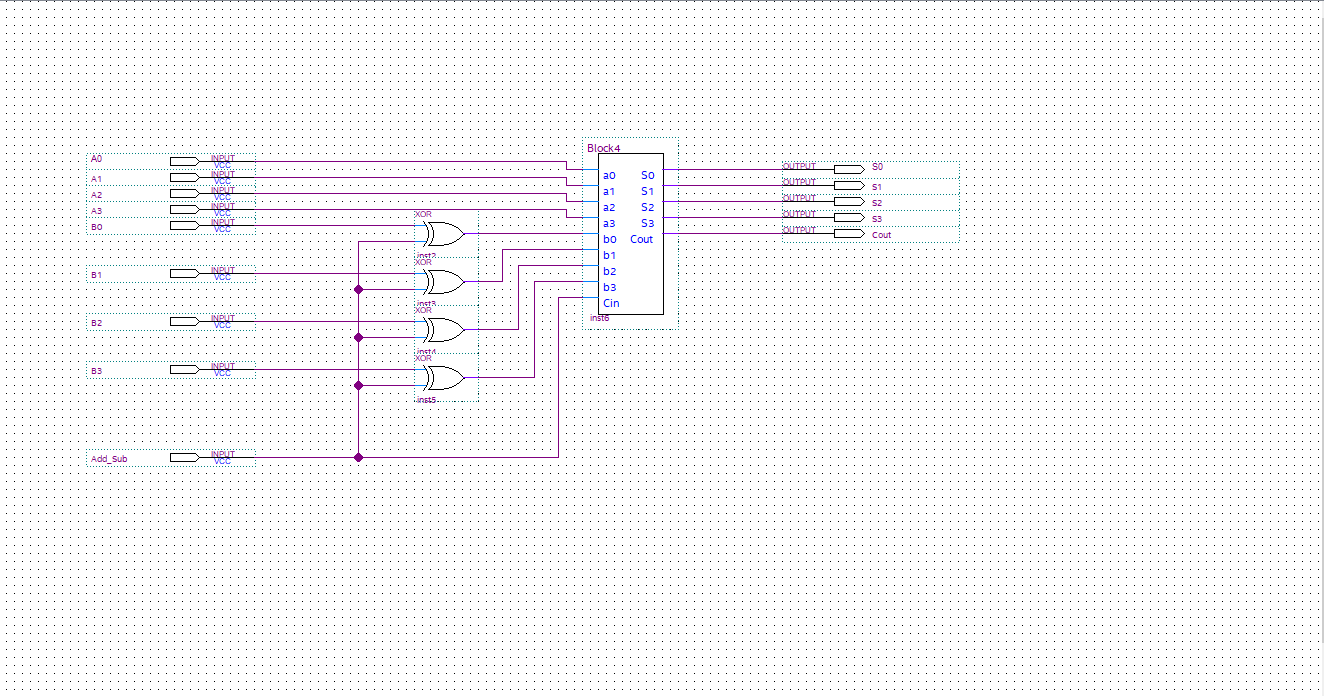 Block4
A0 INPUT VCC
A1 INPUT VCC
A2 INPUT VCC
A3 INPUT VCC
B0 INPUT VCC
B1 INPUT VCC
B2 INPUT VCC
B3 INPUT VCC
Add_Sub INPUT VCC
XOR
inst2
XOR
inst3
XOR
inst4
XOR
inst5
a0 S0
a1 S1
a2 S2
a3 S3
b0 Cout
b1
b2
b3
Cin
inst6
OUTPUT S0
OUTPUT S1
OUTPUT S2
OUTPUT S3
OUTPUT Cout